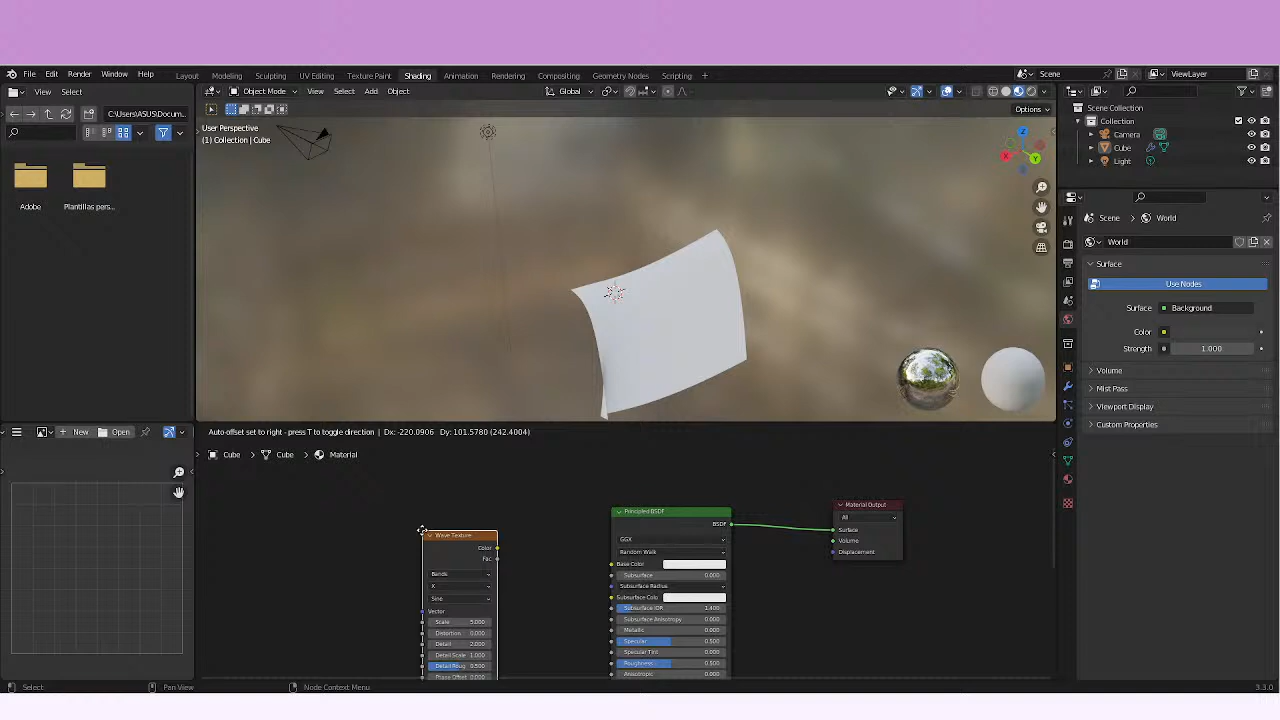 File Edit Render Window Help Layout Modeling Sculpting UV Editing Texture Paint Shading Animation Rendering Compositing Geometry Nodes Scripting + Scene ViewLayer
View Select
Object Mode View Select Add Object Global
C:\ASUS\Docum..
Options
User Perspective
(1) Collection | Cube
Adobe
Plantillas pers...
X
Y
Z
Scene Collection
Collection
Camera
Cube
Light
Scene > World
World
Surface
Use Nodes
Surface Background
Color
Strength 1.000
Volume
Mist Pass
Viewport Display
Custom Properties
New Open
Auto offset set to right - press T to toggle direction | Dx: -220.0906 Dy: 101.5780 (242.4004)
Cube > Cube > Material
Wave Texture
Color
Fac
Bands
X
Sine
Vector
Scale 5.000
Distortion 0.000
Detail 2.000
Detail Scale 1.000
Detail Roug 0.500
Phase Offset 0.000
Principled BSDF
BSDF
GGX
Random Walk
Base Color
Subsurface 0.000
Subsurface Radius
Subsurface Colo
Subsurface IOR 1.400
Subsurface Anisotropy 0.000
Metallic 0.000
Specular 0.500
Specular Tint 0.000
Roughness 0.500
Anisotropic 0.000
Material Output
All
Surface
Volume
Displacement
Select Pan View Node Context Menu 3.3.0